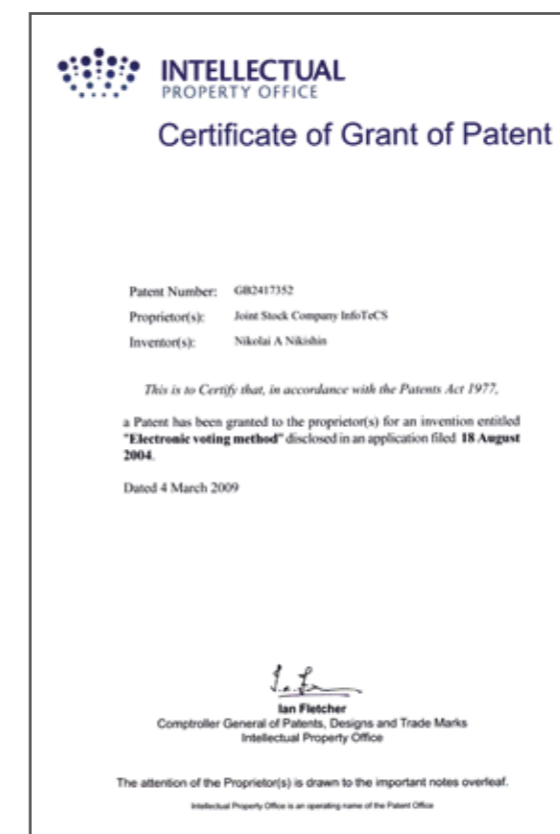 INTELLECTUAL
PROPERTY OFFICE
Certificate of Grant of Patent
Patent Number: GB2417352
Proprietor(s): Joint Stock Company InfoTeCS
Inventor(s): Nikolai A Nikishin
This is to Certify that, in accordance with the Patents Act 1977,
a Patent has been granted to the proprietor(s) for an invention entitled
"Electronic voting method" disclosed in an application filed 18 August
2004.
Dated 4 March 2009
Ian Fletcher
Comptroller General of Patents, Designs and Trade Marks
Intellectual Property Office
The attention of the Proprietor(s) is drawn to the important notes overleaf.
Intellectual Property Office is an operating name of the Patent Office